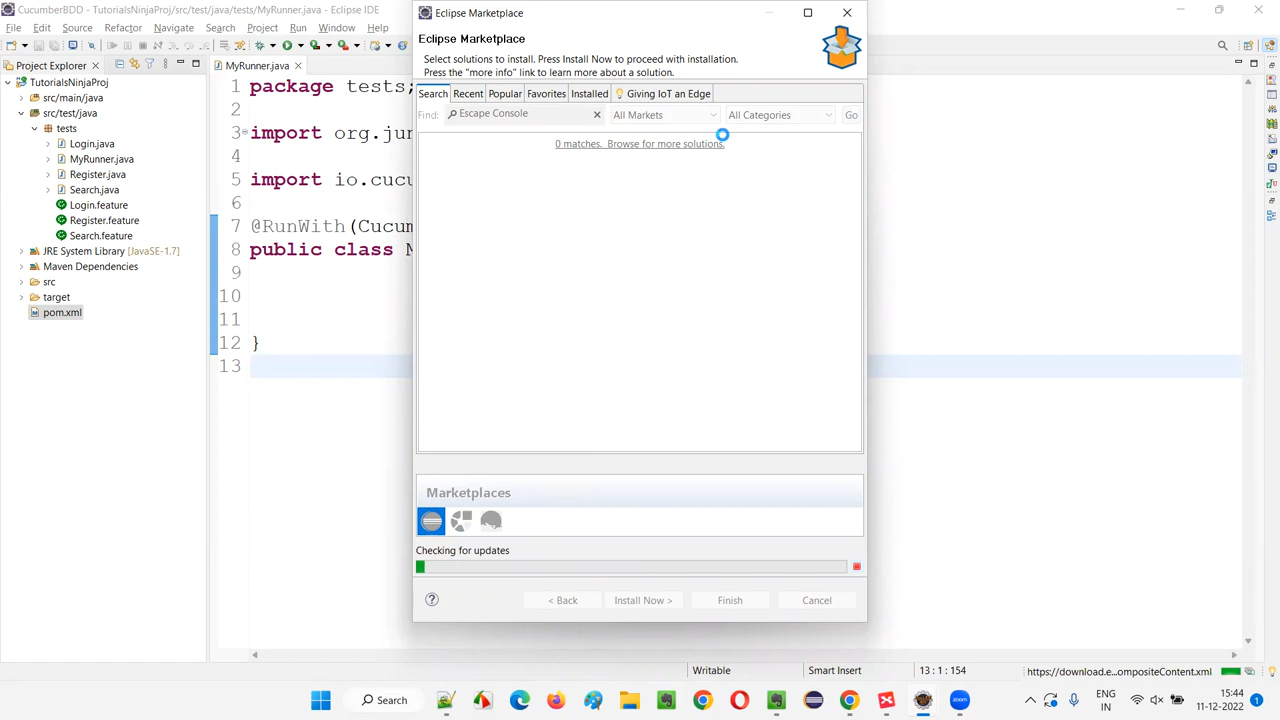 CucumberBDD - TutorialsNinjaProj/src/test/java/tests/MyRunner.java - Eclipse IDE
File Edit Source Refactor Navigate Search Project Run Window Help
Project Explorer
TutorialsNinjaProj
src/main/java
src/test/java
tests
Login.java
MyRunner.java
Register.java
Search.java
Login.feature
Register.feature
Search.feature
JRE System Library [JavaSE-1.7]
Maven Dependencies
src
target
pom.xml
MyRunner.java
1 package tests;
2
3 import org.jun
4
5 import io.cucu
6
7 @RunWith(Cucum
8 public class M
9
10
11
12 }
13
Eclipse Marketplace
Eclipse Marketplace
Select solutions to install. Press Install Now to proceed with installation.
Press the "more info" link to learn more about a solution.
Search Recent Popular Favorites Installed Giving IoT an Edge
Find: Escape Console All Markets All Categories Go
0 matches. Browse for more solutions.
Marketplaces
Checking for updates
< Back Install Now > Finish Cancel
Writable Smart Insert 13 : 1 : 154 https://download.e...ompositeContent.xml
Search
ENG
IN
15:44
11-12-2022
1